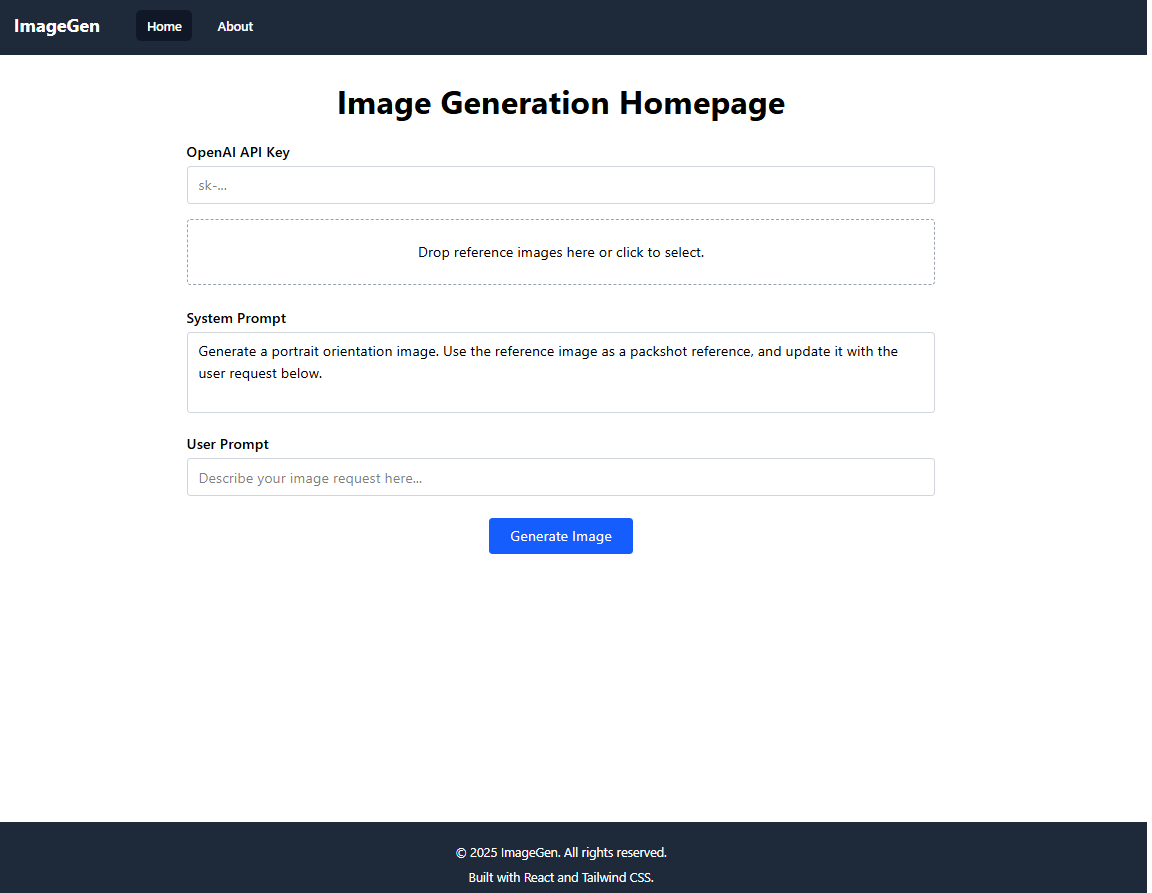 ImageGen Home About
Image Generation Homepage
OpenAI API Key
sk-...
Drop reference images here or click to select.
System Prompt
Generate a portrait orientation image. Use the reference image as a packshot reference, and update it with the
user request below.
User Prompt
Describe your image request here...
Generate Image
© 2025 ImageGen. All rights reserved.
Built with React and Tailwind CSS.